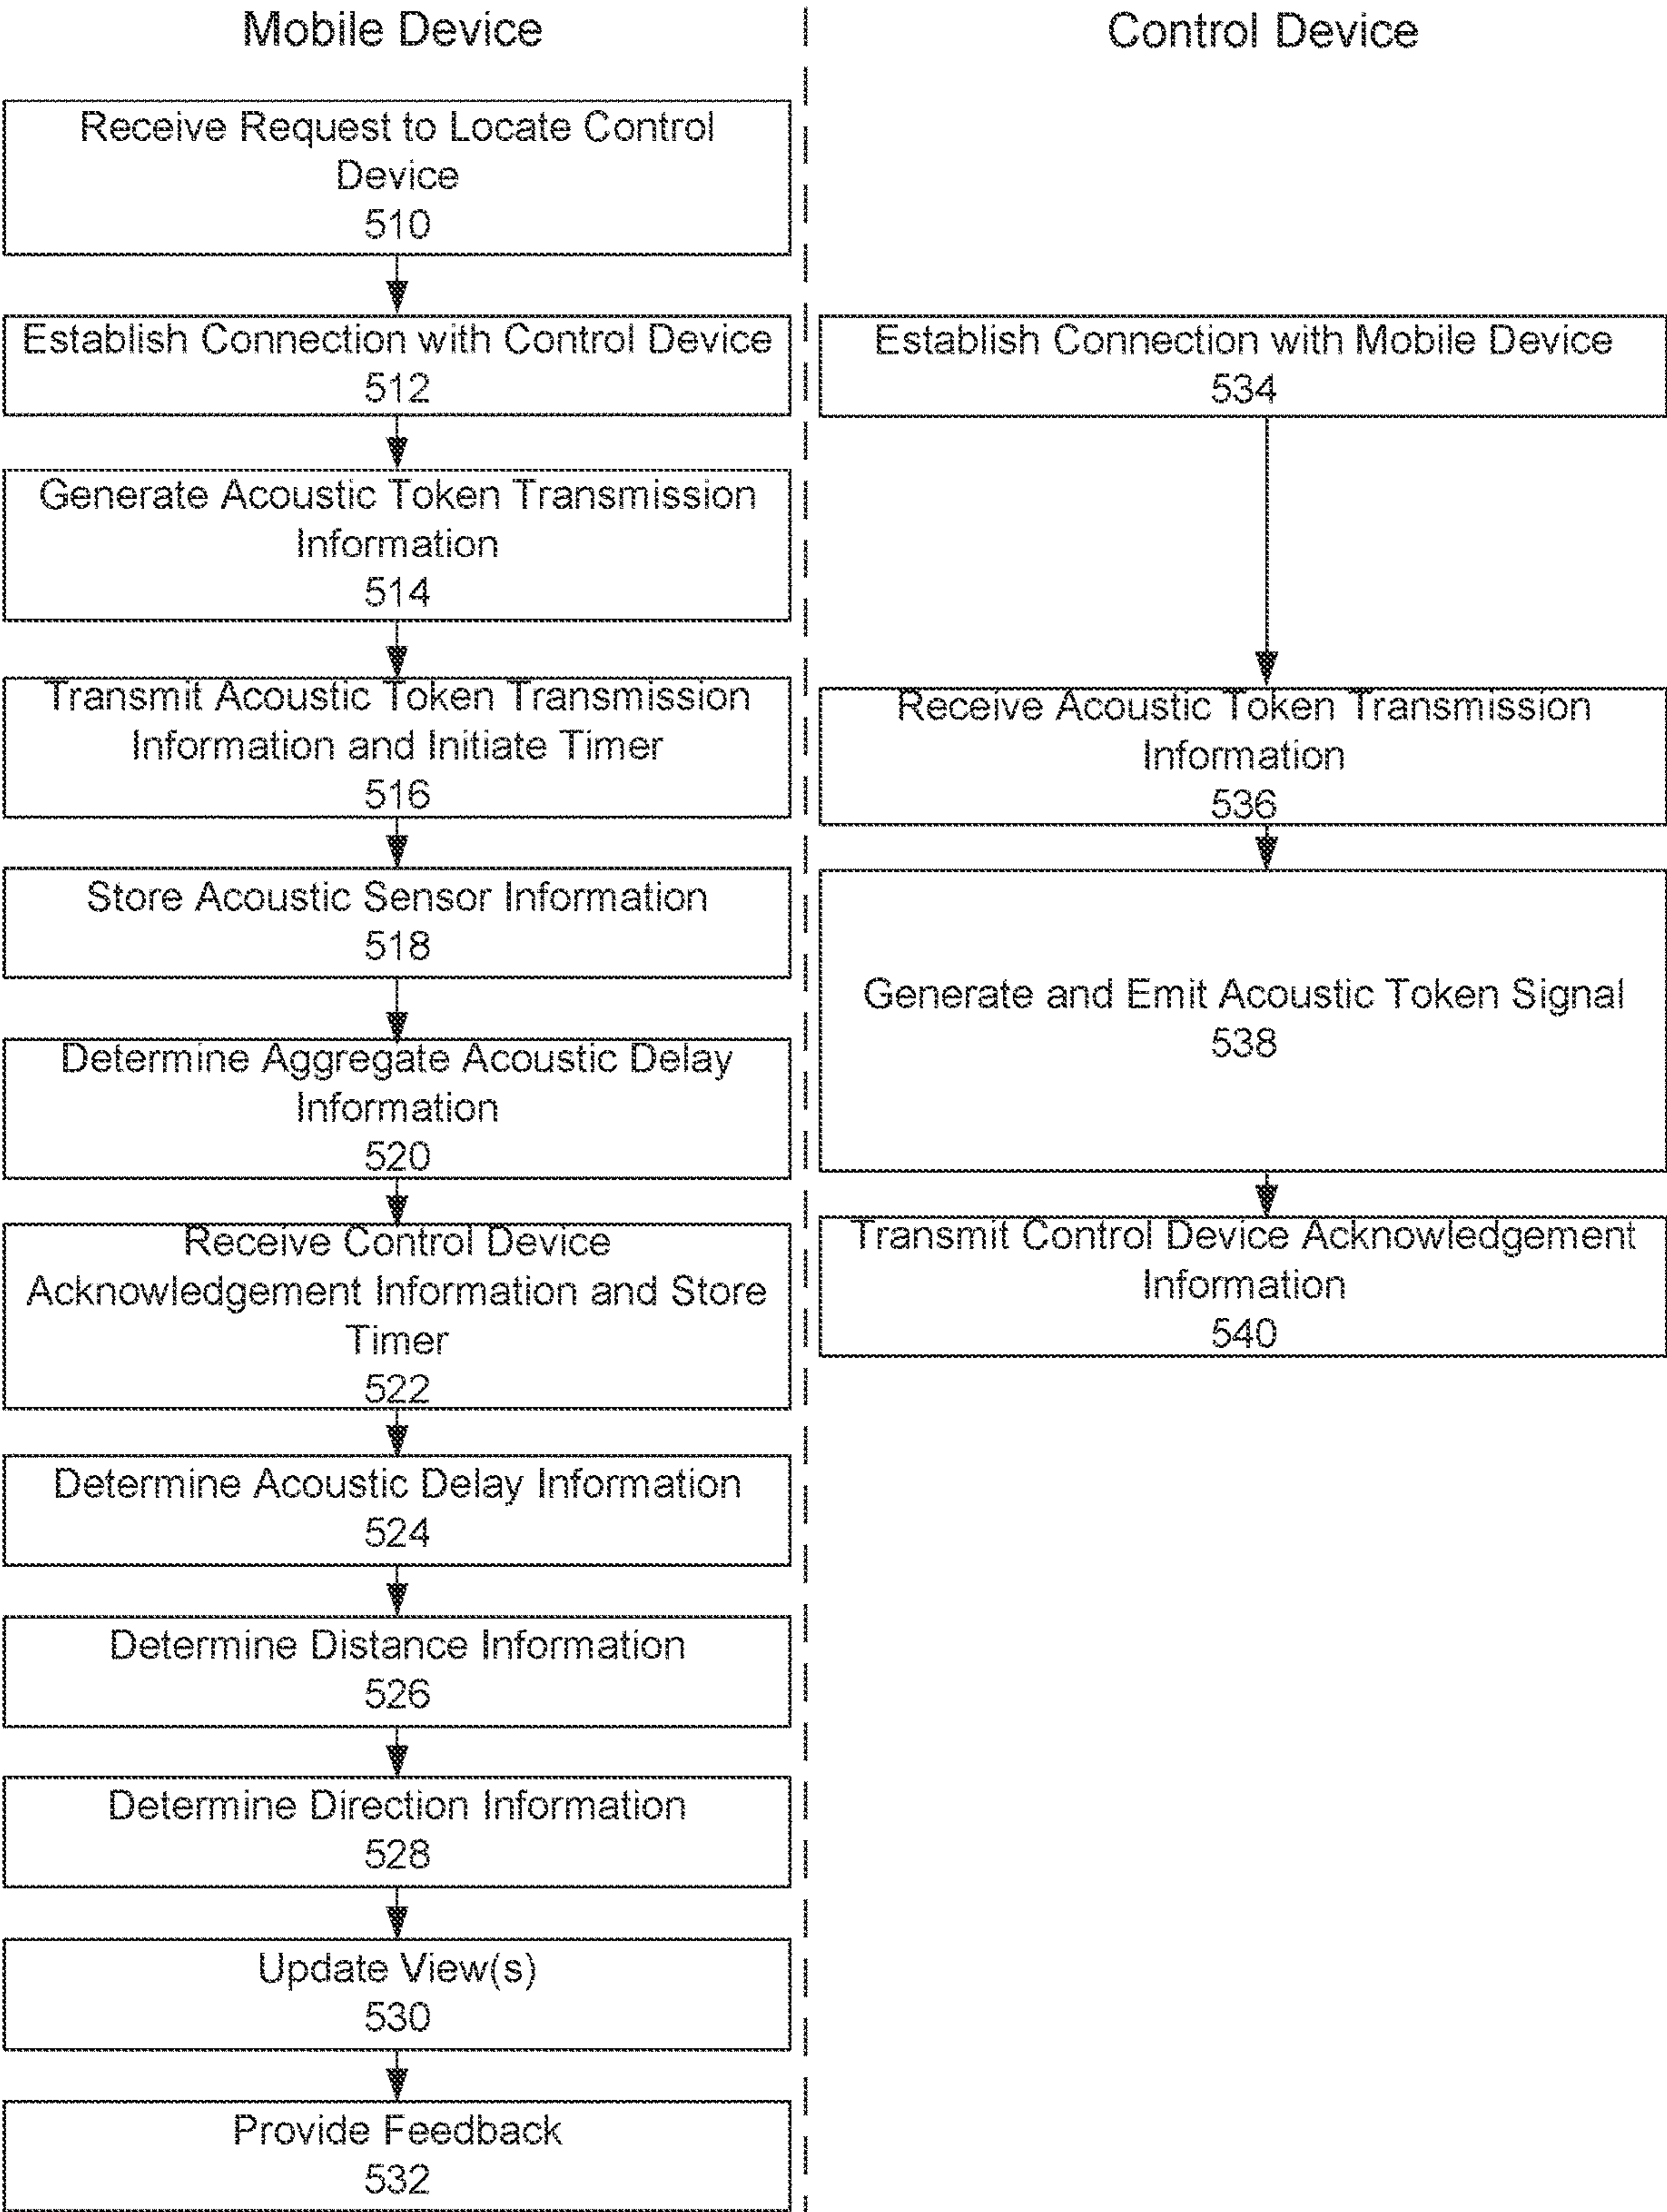 Mobile Device
Receive Request to Locate Control
Device
510
Establish Connection with Control Device
512
Generate Acoustic Token Transmission
Information
514
Transmit Acoustic Token Transmission
Information and Initiate Timer
516
Store Acoustic Sensor Information
518
Determine Aggregate Acoustic Delay
Information
520
Receive Control Device
Acknowledgement Information and Store
Timer
522
Determine Acoustic Delay Information
524
Determine Distance Information
526
Determine Direction Information
528
Update View(s)
530
Provide Feedback
532
Control Device
Establish Connection with Mobile Device
534
Receive Acoustic Token Transmission
Information
536
Generate and Emit Acoustic Token Signal
538
Transmit Control Device Acknowledgement
Information
540